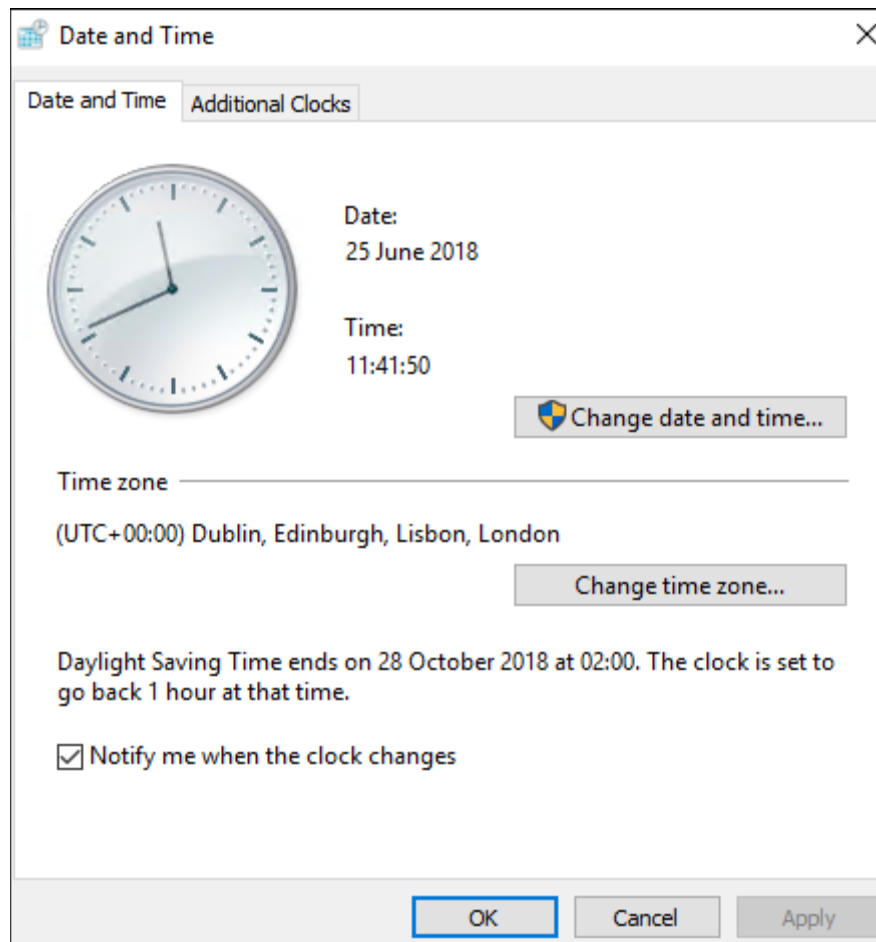 Date and Time
Date and Time
Additional Clocks
Date:
25 June 2018
Time:
11:41:50
Change date and time...
Time zone
(UTC+00:00) Dublin, Edinburgh, Lisbon, London
Change time zone...
Daylight Saving Time ends on 28 October 2018 at 02:00. The clock is set to
go back 1 hour at that time.
Notify me when the clock changes
OK
Cancel
Apply